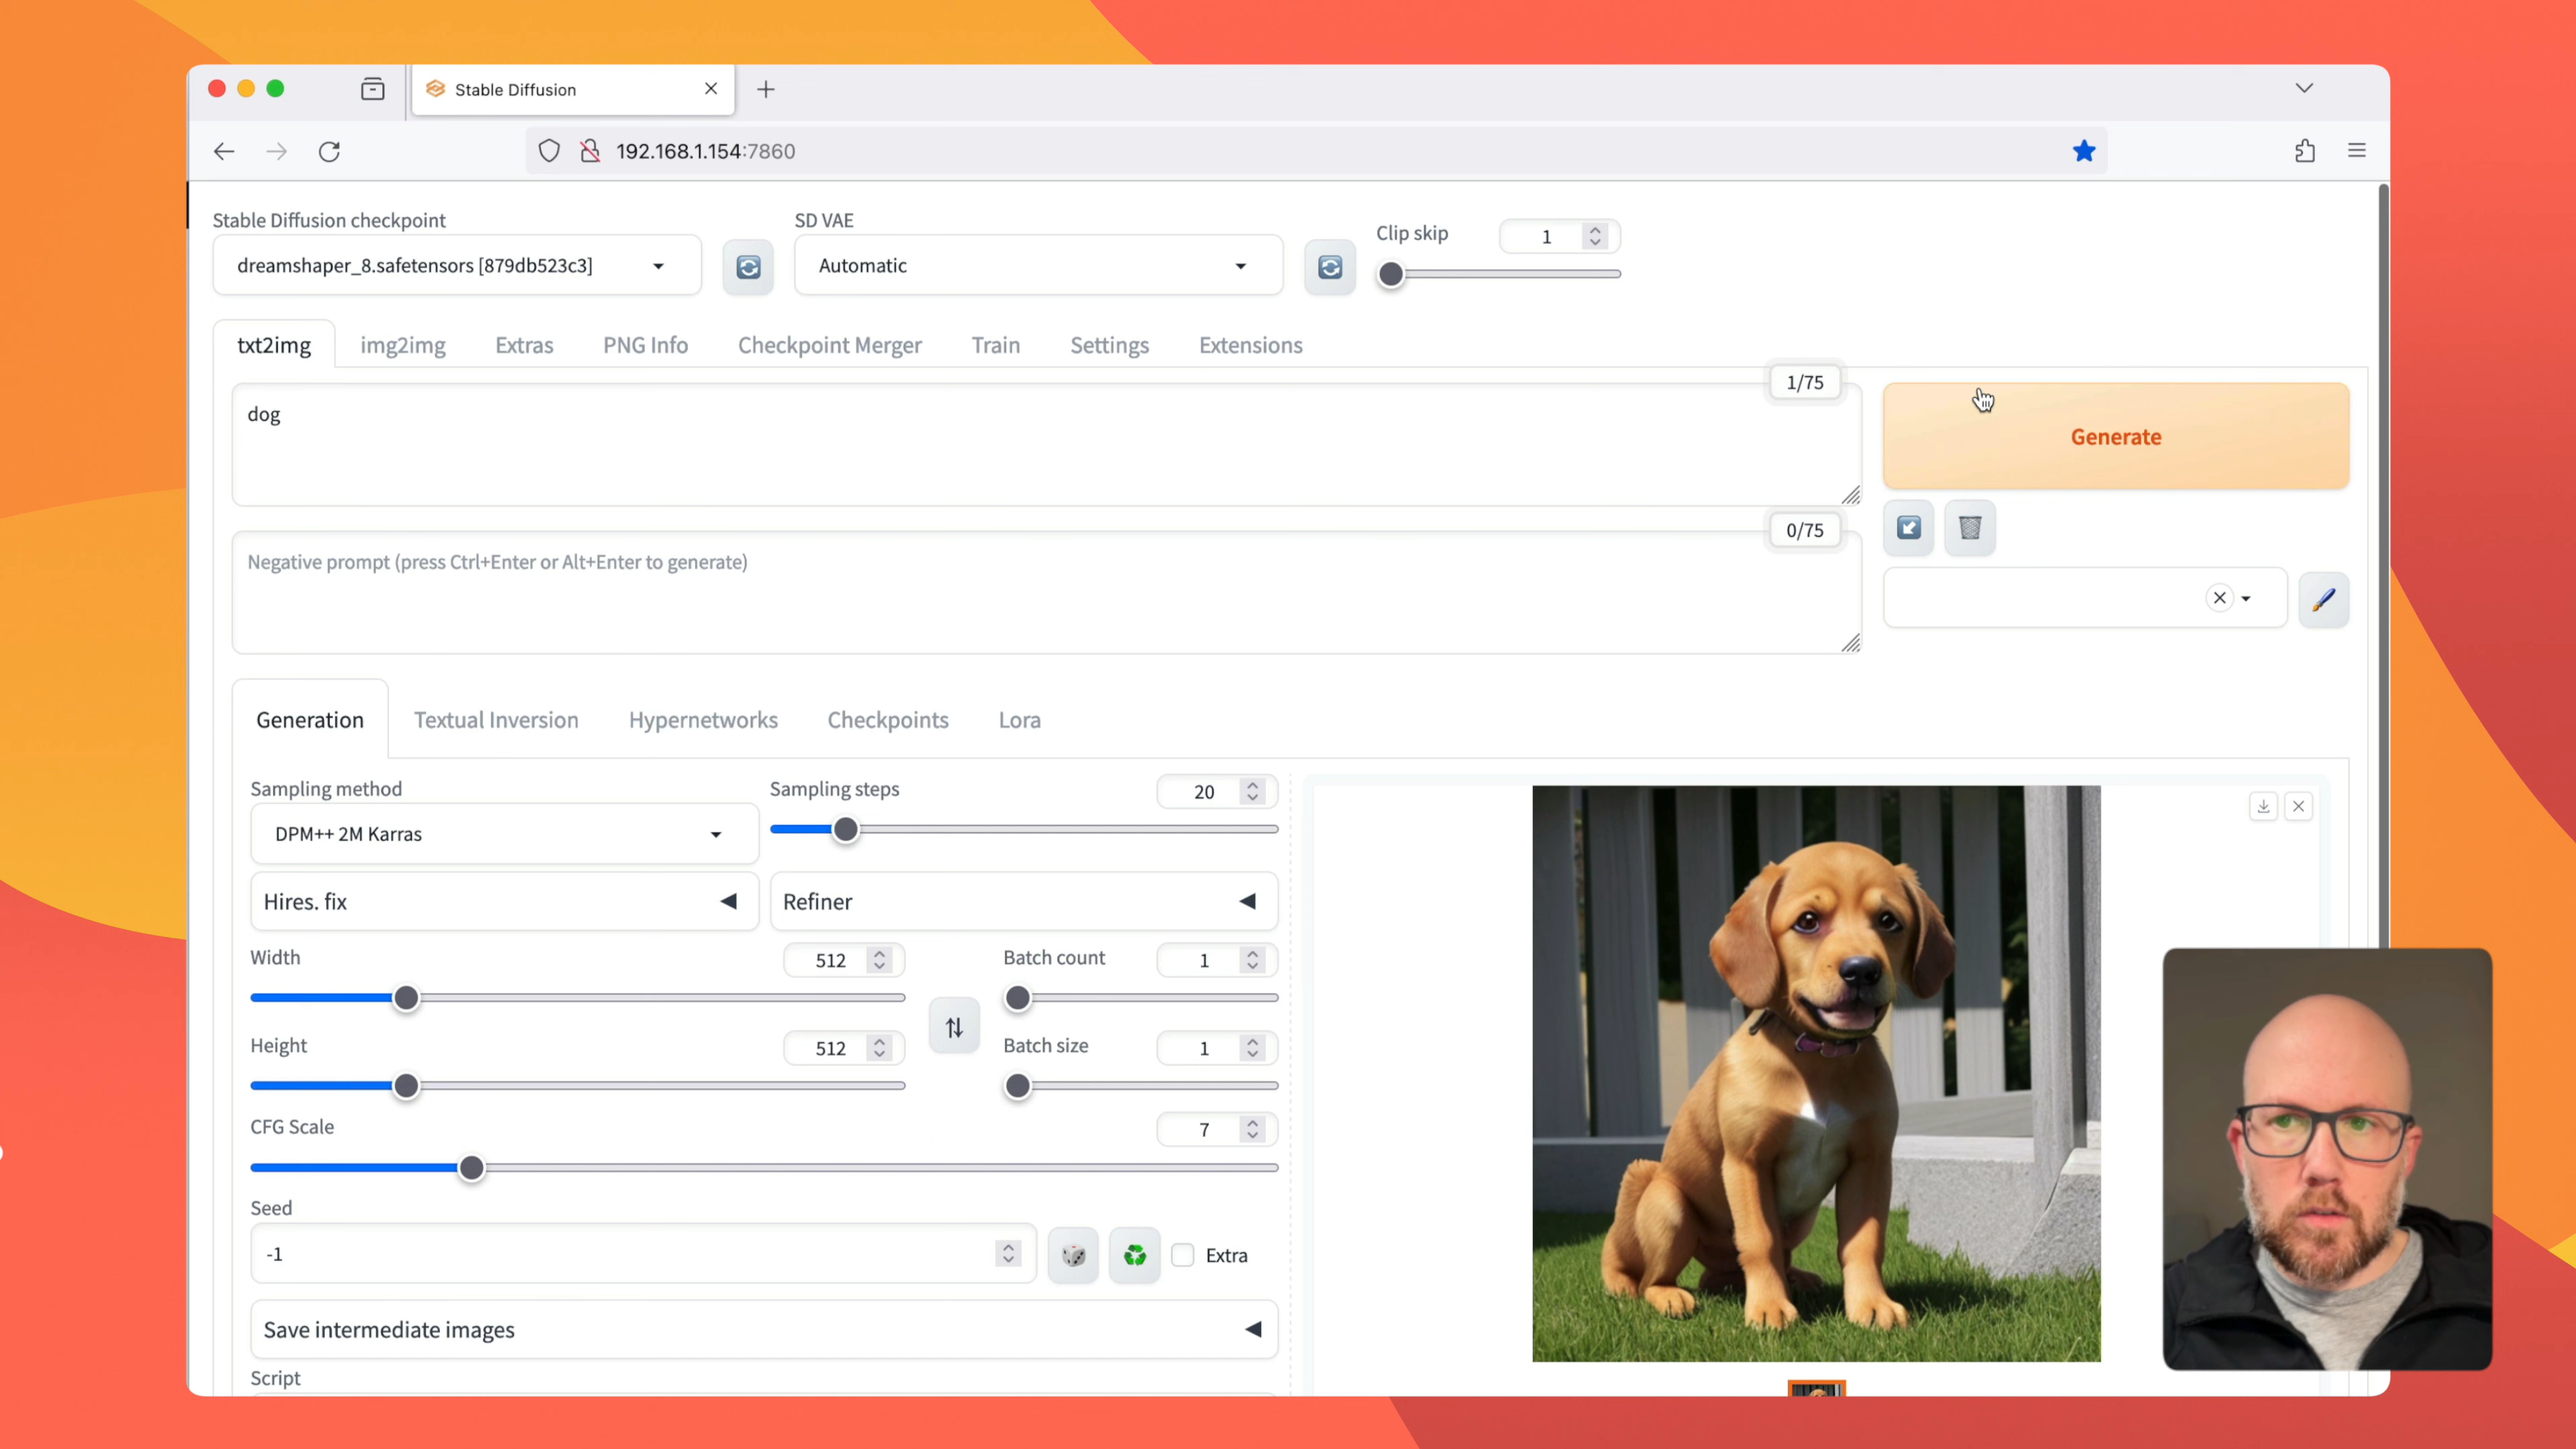 Stable Diffusion
192.168.1.154:7860
Stable Diffusion checkpoint
SD VAE
Clip skip
1
dreamshaper_8.safetensors [879db523c3]
Automatic
txt2img
img2img
Extras
PNG Info
Checkpoint Merger
Train
Settings
Extensions
1/75
dog
Generate
0/75
Negative prompt (press Ctrl+Enter or Alt+Enter to generate)
Generation
Textual Inversion
Hypernetworks
Checkpoints
Lora
Sampling method
Sampling steps
20
DPM++ 2M Karras
Hires. fix
Refiner
Width
512
Batch count
1
Height
512
Batch size
1
CFG Scale
7
Seed
-1
Extra
Save intermediate images
Script